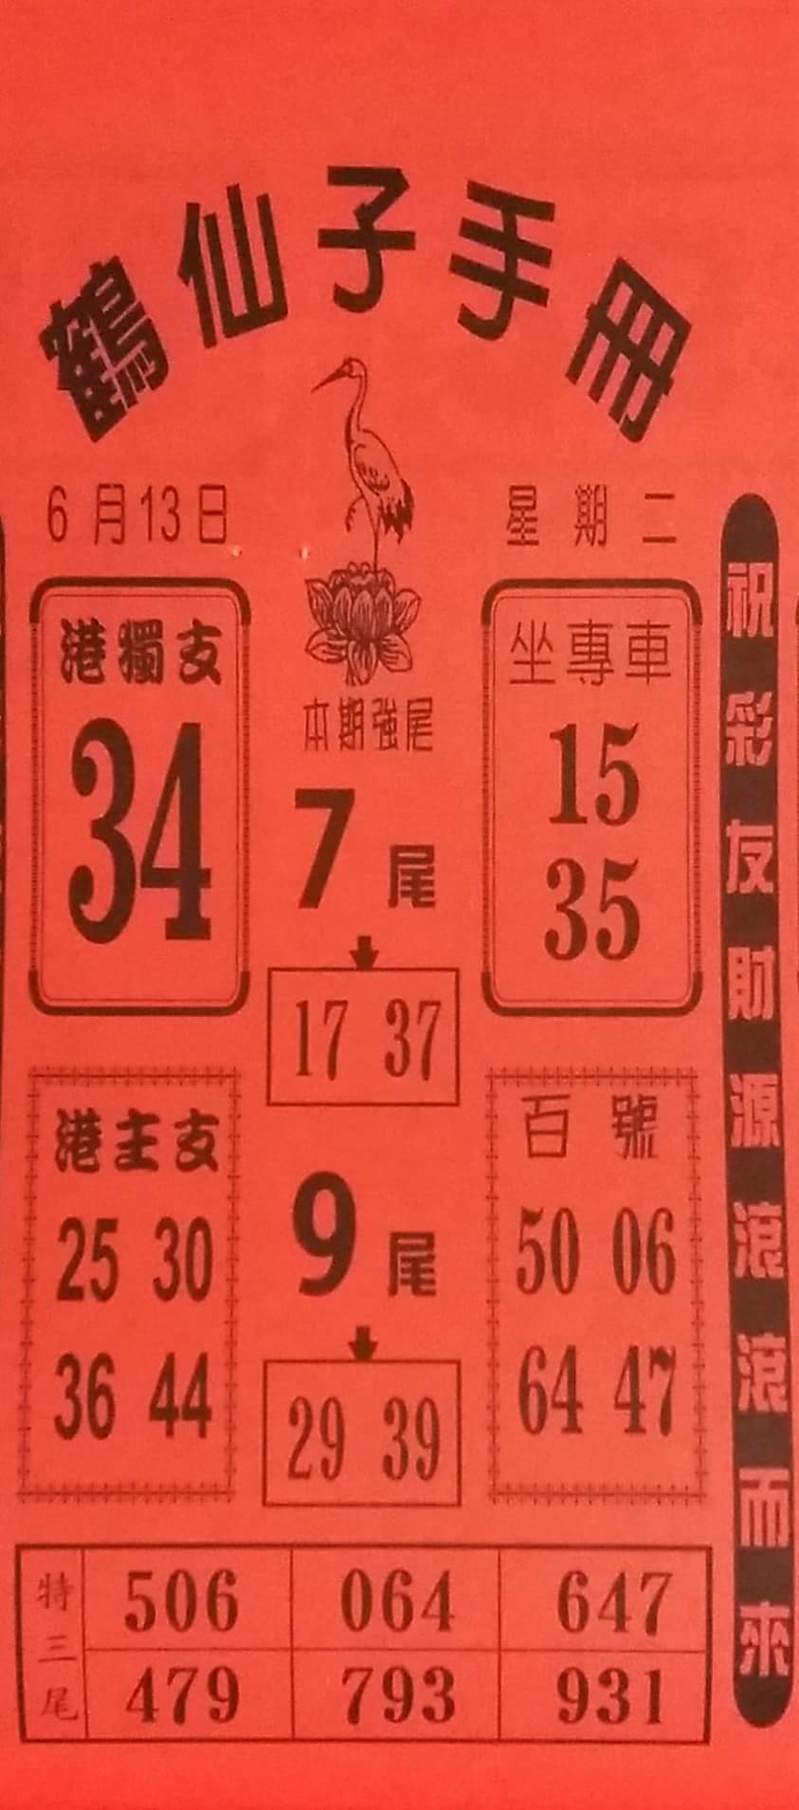 鶴仙子手冊
6月13日
星期二
港獨支
34
本期強尾
7尾
17 37
9尾
29 39
坐專車
15
35
港主支
25 30
36 44
百號
50 06
64 47
特三尾
506 064 647
479 793 931
祝彩友財源滾滾而來